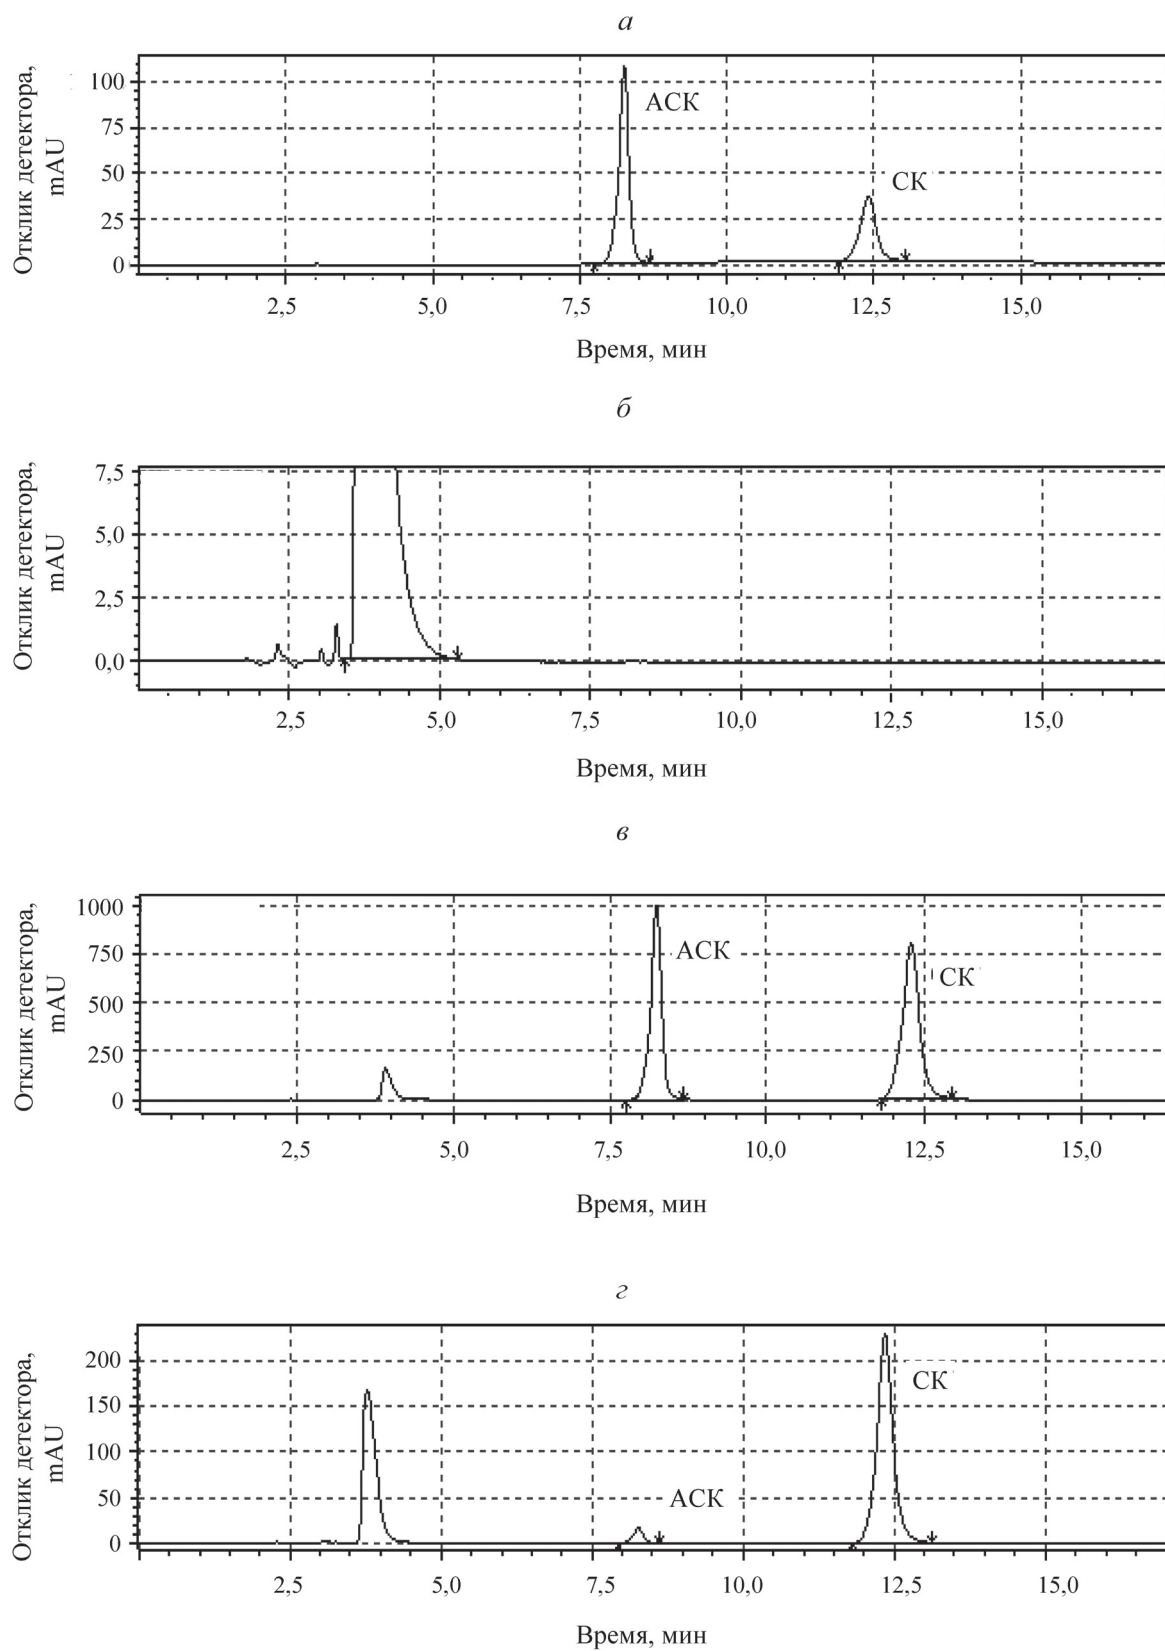 а
Отклик детектора,
mAU
100
75
50
25
0
АСК
СК
2,5 5,0 7,5 10,0 12,5 15,0
Время, мин
б
Отклик детектора,
mAU
7,5
5,0
2,5
0,0
2,5 5,0 7,5 10,0 12,5 15,0
Время, мин
в
Отклик детектора,
mAU
1000
750
500
250
0
АСК
СК
2,5 5,0 7,5 10,0 12,5 15,0
Время, мин
г
Отклик детектора,
mAU
200
150
100
50
0
СК
АСК
2,5 5,0 7,5 10,0 12,5 15,0
Время, мин